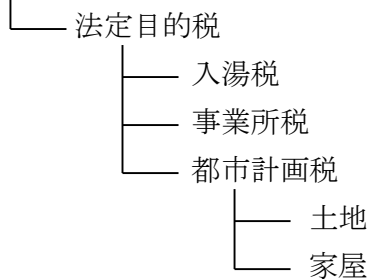 法定目的税
入湯税
事業所税
都市計画税
土地
家屋